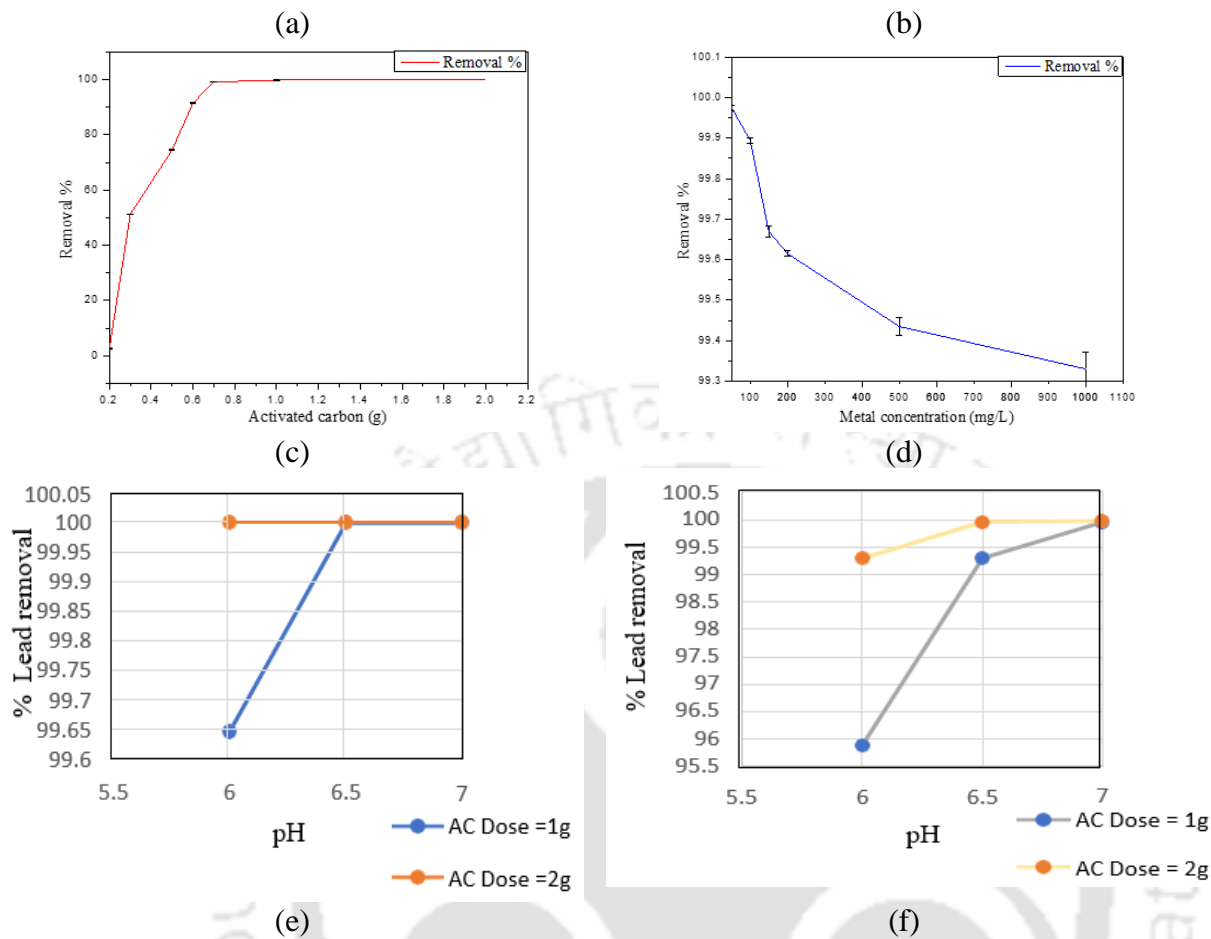 (a)
(b)
Removal %
100
80
60
40
20
0
Removal %
0.2 0.4 0.6 0.8 1.0 1.2 1.4 1.6 1.8 2.0 2.2
Activated carbon (g)
Removal %
100.1
100.0
99.9
99.8
99.7
99.6
99.5
99.4
99.3
Removal %
100 200 300 400 500 600 700 800 900 1000 1100
Metal concentration (mg/L)
(c)
(d)
100.05
100
99.95
99.9
99.85
99.8
99.75
99.7
99.65
99.6
% Lead removal
5.5 6 6.5 7
pH
AC Dose =1g
AC Dose =2g
100.5
100
99.5
99
98.5
98
97.5
97
96.5
96
95.5
% Lead removal
5.5 6 6.5 7
pH
AC Dose = 1g
AC Dose = 2g
(e)
(f)